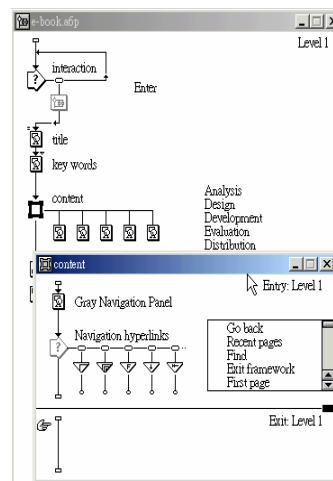 e-book.a6p
Level 1
interaction
Enter
title
key words
content
Analysis
Design
Development
Evaluation
Distribution
content
Entry: Level 1
Gray Navigation Panel
Navigation hyperlinks
Go back
Recent pages
Find
Exit framework
First page
Exit: Level 1